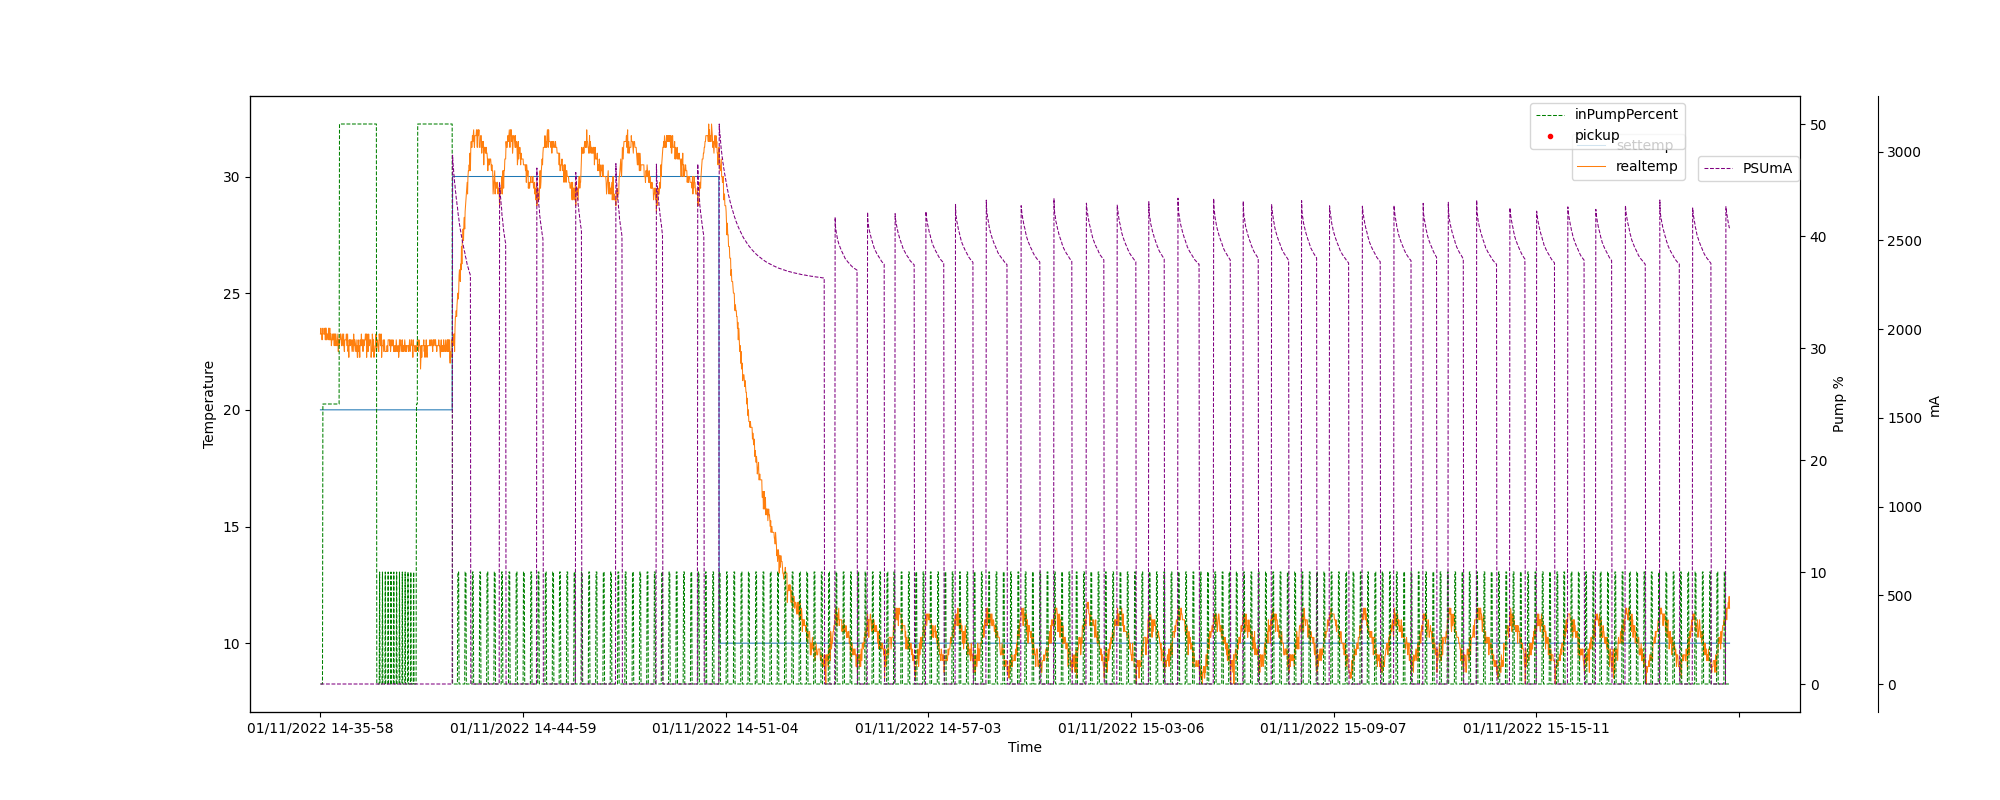 inPumpPercent
pickup
settemp
realtemp
PSUmA
30
25
20
15
10
Temperature
50
40
30
20
10
0
Pump %
3000
2500
2000
1500
1000
500
0
mA
01/11/2022 14-35-58
01/11/2022 14-44-59
01/11/2022 14-51-04
01/11/2022 14-57-03
01/11/2022 15-03-06
01/11/2022 15-09-07
01/11/2022 15-15-11
Time